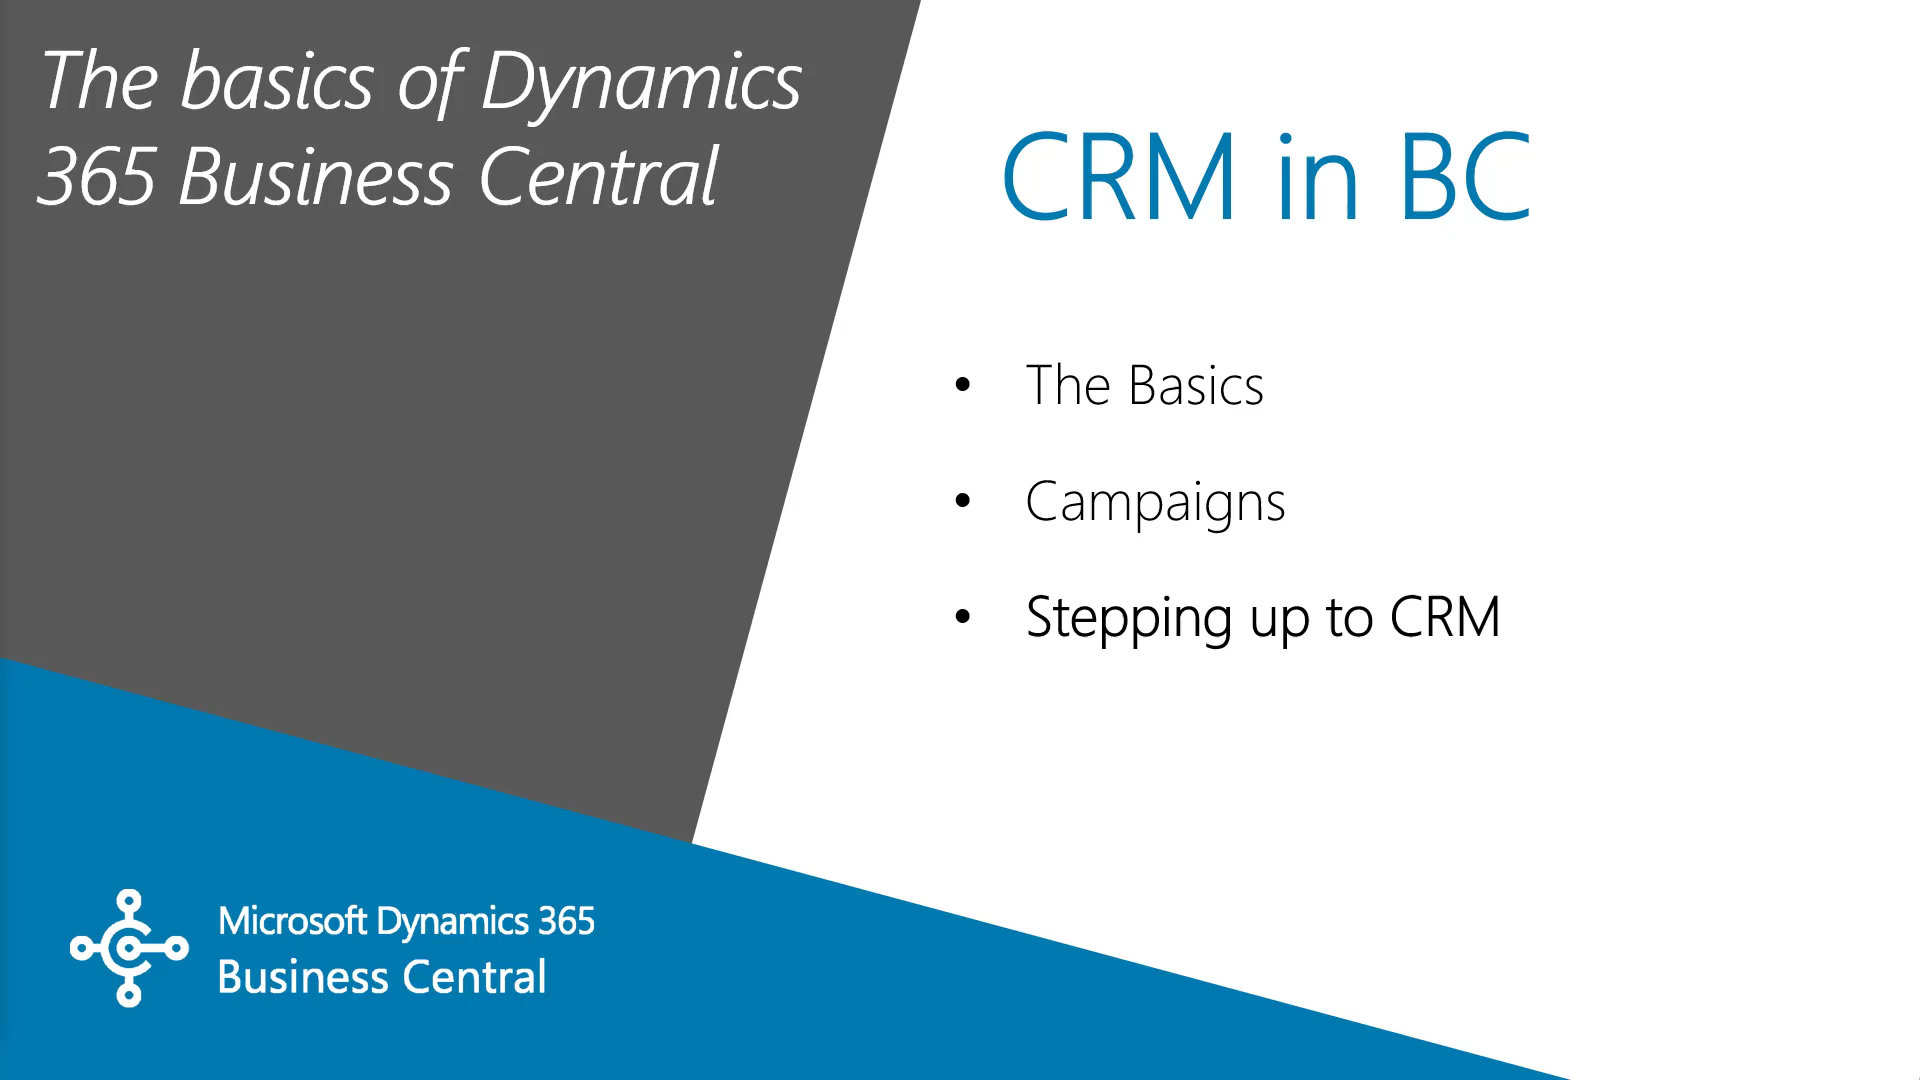 The basics of Dynamics
365 Business Central
CRM in BC
• The Basics
• Campaigns
• Stepping up to CRM
Microsoft Dynamics 365
Business Central